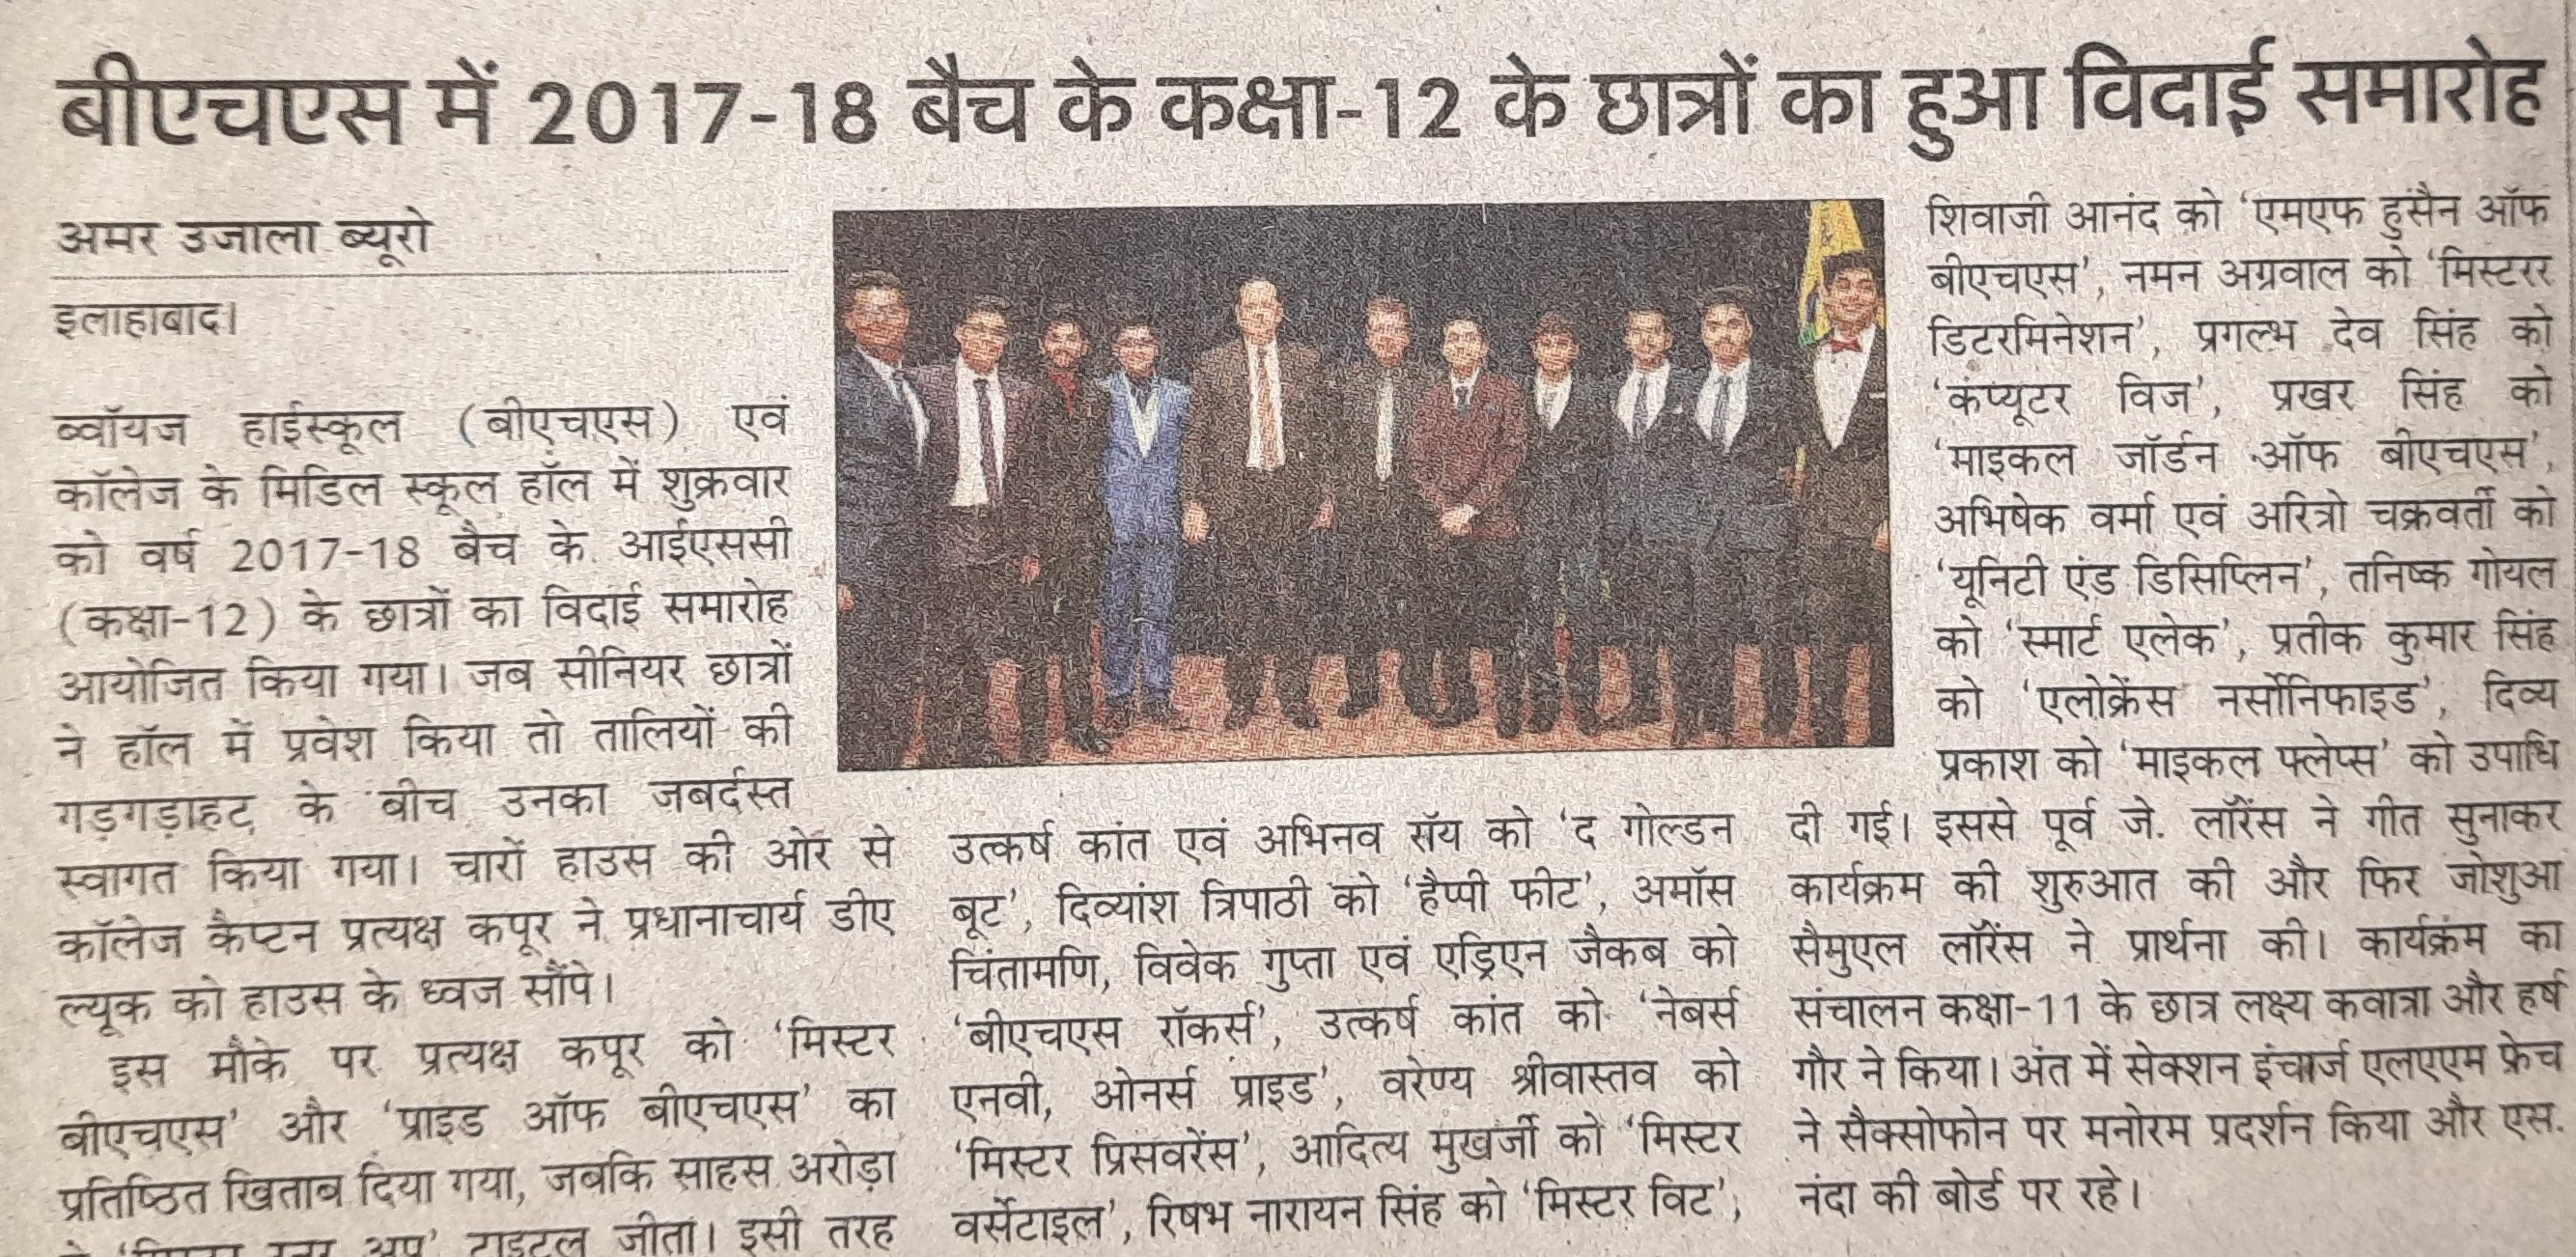 बीएचएस में 2017-18 बैच के कक्षा-12 के छात्रों का हुआ विदाई समारोह
अमर उजाला ब्यूरो
इलाहाबाद।
ब्वॉयज हाईस्कूल (बीएचएस) एवं
कॉलेज के मिडिल स्कूल हॉल में शुक्रवार
को वर्ष 2017-18 बैच के आईएससी
(कक्षा-12) के छात्रों का विदाई समारोह
आयोजित किया गया। जब सीनियर छात्रों
ने हॉल में प्रवेश किया तो तालियों की
गड़गड़ाहट के बीच उनका जबर्दस्त
स्वागत किया गया। चारों हाउस की ओर से
कॉलेज कैप्टन प्रत्यक्ष कपूर ने प्रधानाचार्य डीए
ल्यूक को हाउस के ध्वज सौंपे।
इस मौके पर प्रत्यक्ष कपूर को 'मिस्टर
बीएचएस' और 'प्राइड ऑफ बीएचएस' का
प्रतिष्ठित खिताब दिया गया, जबकि साहस अरोड़ा
टाइटल जीता। इसी तरह
उत्कर्ष कांत एवं अभिनव रॉय को 'द गोल्डन
बूट', दिव्यांश त्रिपाठी को 'हैप्पी फीट', अमॉस
चिंतामणि, विवेक गुप्ता एवं एड्रिएन जैकब को
'बीएचएस रॉकर्स', उत्कर्ष कांत को 'नेबर्स
एनवी, ओनर्स प्राइड', वरेण्य श्रीवास्तव को
'मिस्टर प्रिसवरेंस', आदित्य मुखर्जी को 'मिस्टर
वर्सेटाइल', रिषभ नारायन सिंह को 'मिस्टर विट',
शिवाजी आनंद को 'एमएफ हुसैन ऑफ
बीएचएस', नमन अग्रवाल को 'मिस्टरर
डिटरमिनेशन', प्रगल्भ देव सिंह को
'कंप्यूटर विज', प्रखर सिंह को
'माइकल जॉर्डन ऑफ बीएचएस',
अभिषेक वर्मा एवं अरित्रो चक्रवर्ती को
'यूनिटी एंड डिसिप्लिन', तनिष्क गोयल
को 'स्मार्ट एलेक', प्रतीक कुमार सिंह
को 'एलोक्रेंस नर्सोनिफाइड', दिव्य
प्रकाश को 'माइकल फ्लेप्स' को उपाधि
दी गई। इससे पूर्व जे. लॉरेंस ने गीत सुनाकर
कार्यक्रम की शुरुआत की और फिर जोशुआ
सैमुएल लॉरेंस ने प्रार्थना की। कार्यक्रम का
संचालन कक्षा-11 के छात्र लक्ष्य कवात्रा और हर्ष
गौर ने किया। अंत में सेक्शन इंचार्ज एलएएम फ्रेच
ने सैक्सोफोन पर मनोरम प्रदर्शन किया और एस.
नंदा की बोर्ड पर रहे।